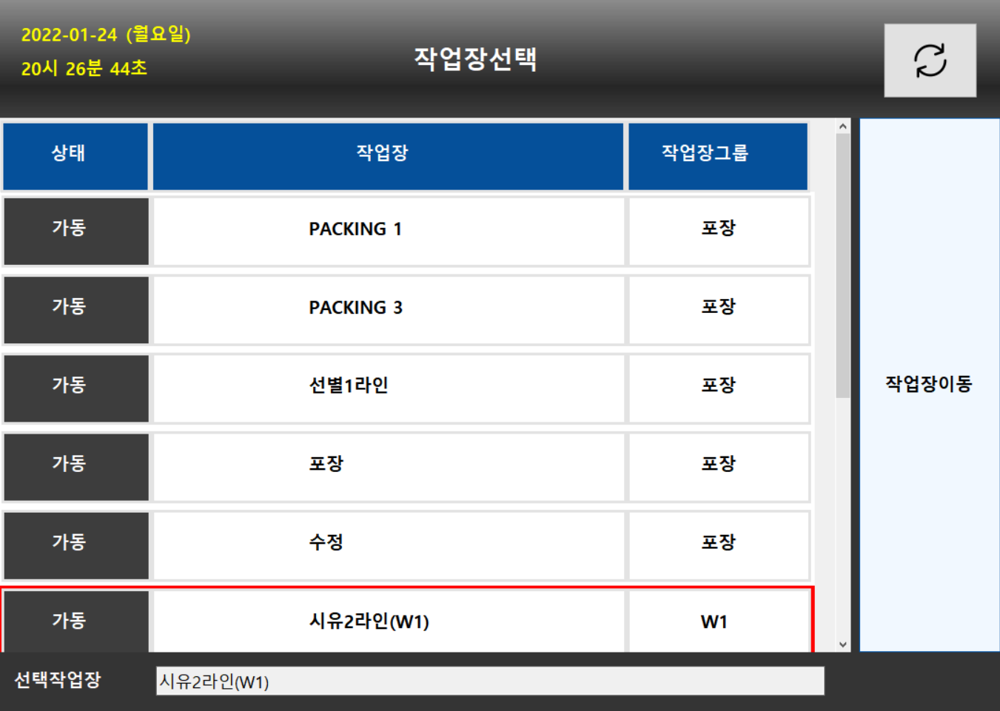 2022-01-24 (월요일)
20시 26분 44초
작업장선택
상태 작업장 작업장그룹
가동 PACKING 1 포장
가동 PACKING 3 포장
가동 선별1라인 포장
가동 포장 포장
가동 수정 포장
가동 시유2라인(W1) W1
작업장이동
선택작업장 시유2라인(W1)